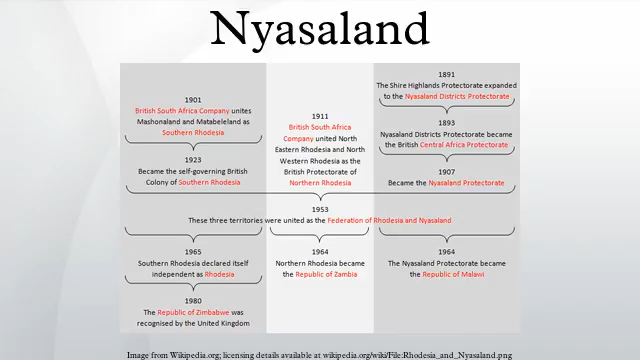 Nyasaland
1901
British South Africa Company unites
Mashonaland and Matabeleland as
Southern Rhodesia
1923
Became the self-governing British
Colony of Southern Rhodesia
1911
British South Africa
Company united North
Eastern Rhodesia and North
Western Rhodesia as the
British Protectorate of
Northern Rhodesia
1891
The Shire Highlands Protectorate expanded
to the Nyasaland Districts Protectorate
1893
Nyasaland Districts Protectorate became
the British Central Africa Protectorate
1907
Became the Nyasaland Protectorate
1953
These three territories were united as the Federation of Rhodesia and Nyasaland
1965
Southern Rhodesia declared itself
independent as Rhodesia
1980
The Republic of Zimbabwe was
recognised by the United Kingdom
1964
Northern Rhodesia became
the Republic of Zambia
1964
The Nyasaland Protectorate became
the Republic of Malawi
Image from Wikipedia.org; licensing details available at wikipedia.org/wiki/File:Rhodesia_and_Nyasaland.png